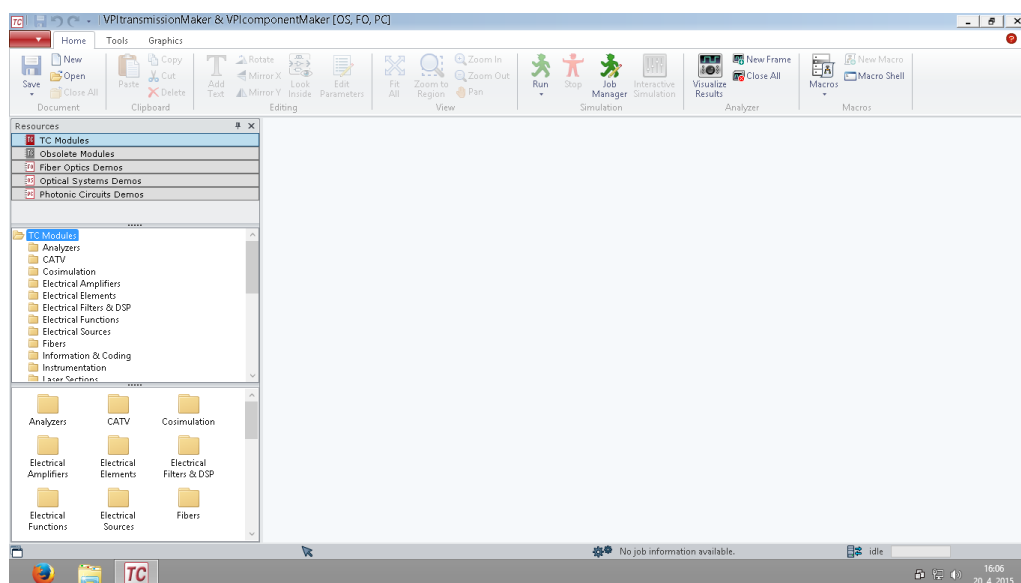 TC VPItransmissionMaker & VPIcomponentMaker [OS, FO, PC]
Home Tools Graphics
New Copy Rotate Zoom In New Frame New Macro
Open Cut Mirror X Zoom Out Close All Macro Shell
Close All Delete Mirror Y Pan
Save Paste Add Text Look Inside Edit Parameters Fit All Zoom to Region Run Stop Job Manager Interactive Simulation Visualize Results Macros
Document Clipboard Editing View Simulation Analyzer Macros
Resources
TC Modules
Obsolete Modules
Fiber Optics Demos
Optical Systems Demos
Photonic Circuits Demos
TC Modules
Analyzers
CATV
Cosimulation
Electrical Amplifiers
Electrical Elements
Electrical Filters & DSP
Electrical Functions
Electrical Sources
Fibers
Information & Coding
Instrumentation
Laser Sections
Analyzers CATV Cosimulation
Electrical Amplifiers Electrical Elements Electrical Filters & DSP
Electrical Functions Electrical Sources Fibers
No job information available. idle
TC
16:06
20. 4. 2015